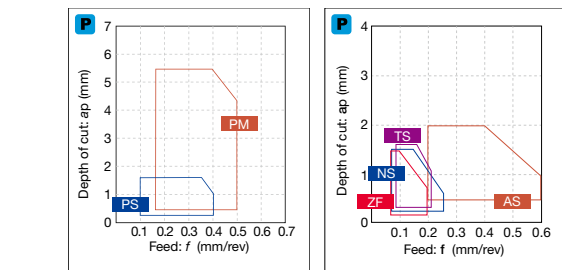 P
7
6
5
4
3
2
1
0
Depth of cut: ap (mm)
PM
PS
0.1 0.2 0.3 0.4 0.5 0.6 0.7
Feed: f (mm/rev)
P
4
3
2
1
0
Depth of cut: ap (mm)
TS
NS
ZF
AS
0.1 0.2 0.3 0.4 0.5 0.6
Feed: f (mm/rev)